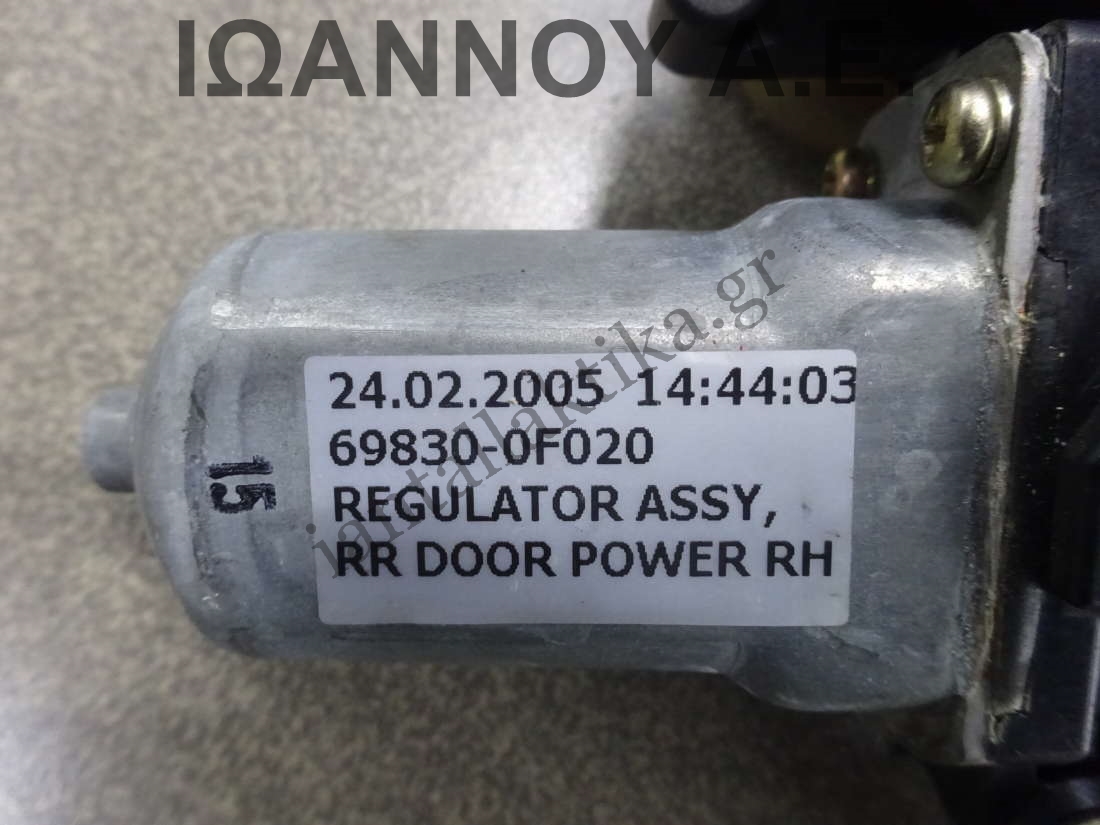 ΙΩΑΝΝΟΥ Α.Ε.
iantallaktika.gr
24.02.2005 14:44:03
69830-0F020
REGULATOR ASSY,
RR DOOR POWER RH
15